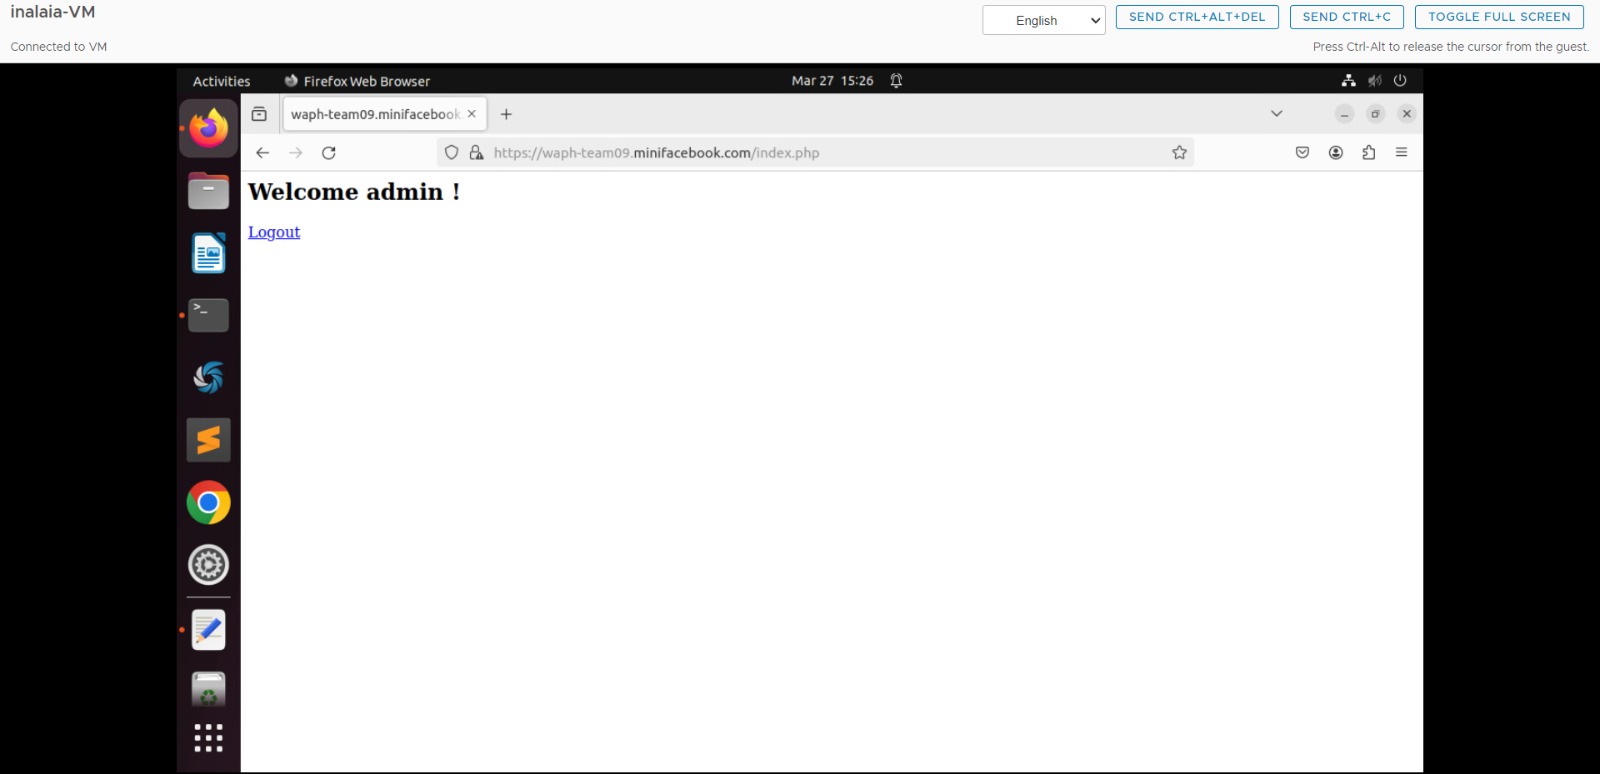 inalaia-VM
English
SEND CTRL+ALT+DEL
SEND CTRL+C
TOGGLE FULL SCREEN
Connected to VM
Press Ctrl-Alt to release the cursor from the guest.
Activities
Firefox Web Browser
Mar 27 15:26
waph-team09.minifacebook.
https://waph-team09.minifacebook.com/index.php
Welcome admin !
Logout